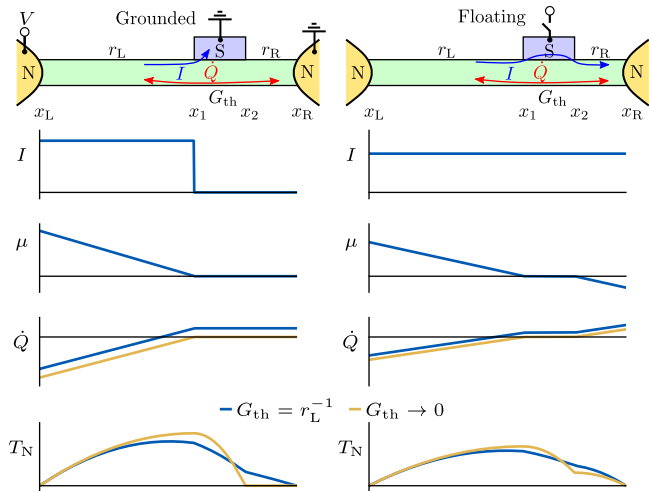 Grounded
Floating
V
r_L
S
r_R
r_L
S
r_R
N
I
Q̇
N
N
I
Q̇
N
G_th
G_th
x_L
x_1
x_2
x_R
x_L
x_1
x_2
x_R
I
I
μ
μ
Q̇
Q̇
G_th = r_L^−1
G_th → 0
T_N
T_N